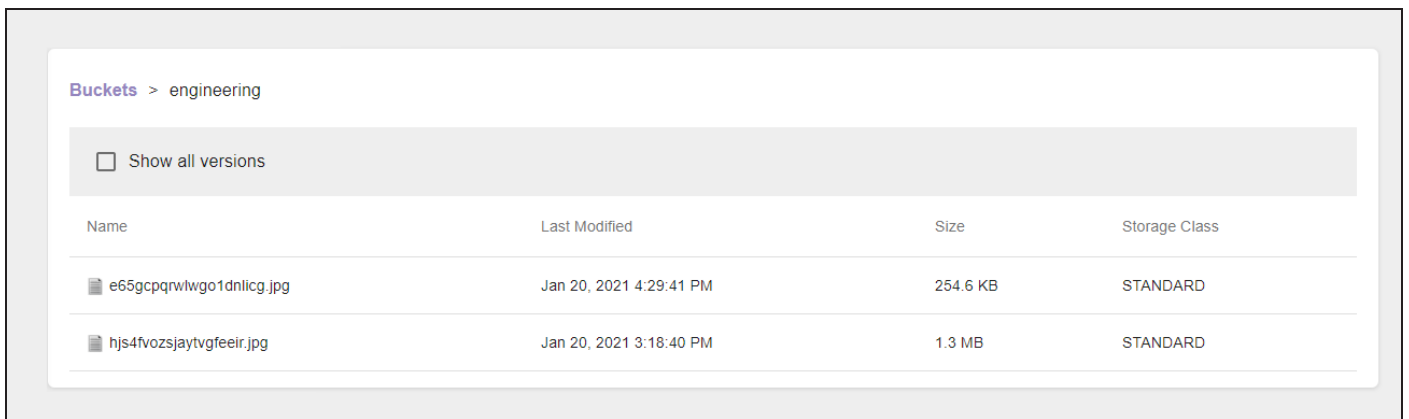 Buckets > engineering
Show all versions
Name Last Modified Size Storage Class
e65gcpqrwlwgo1dnlicg.jpg Jan 20, 2021 4:29:41 PM 254.6 KB STANDARD
hjs4fvozsjaytvgfeeir.jpg Jan 20, 2021 3:18:40 PM 1.3 MB STANDARD